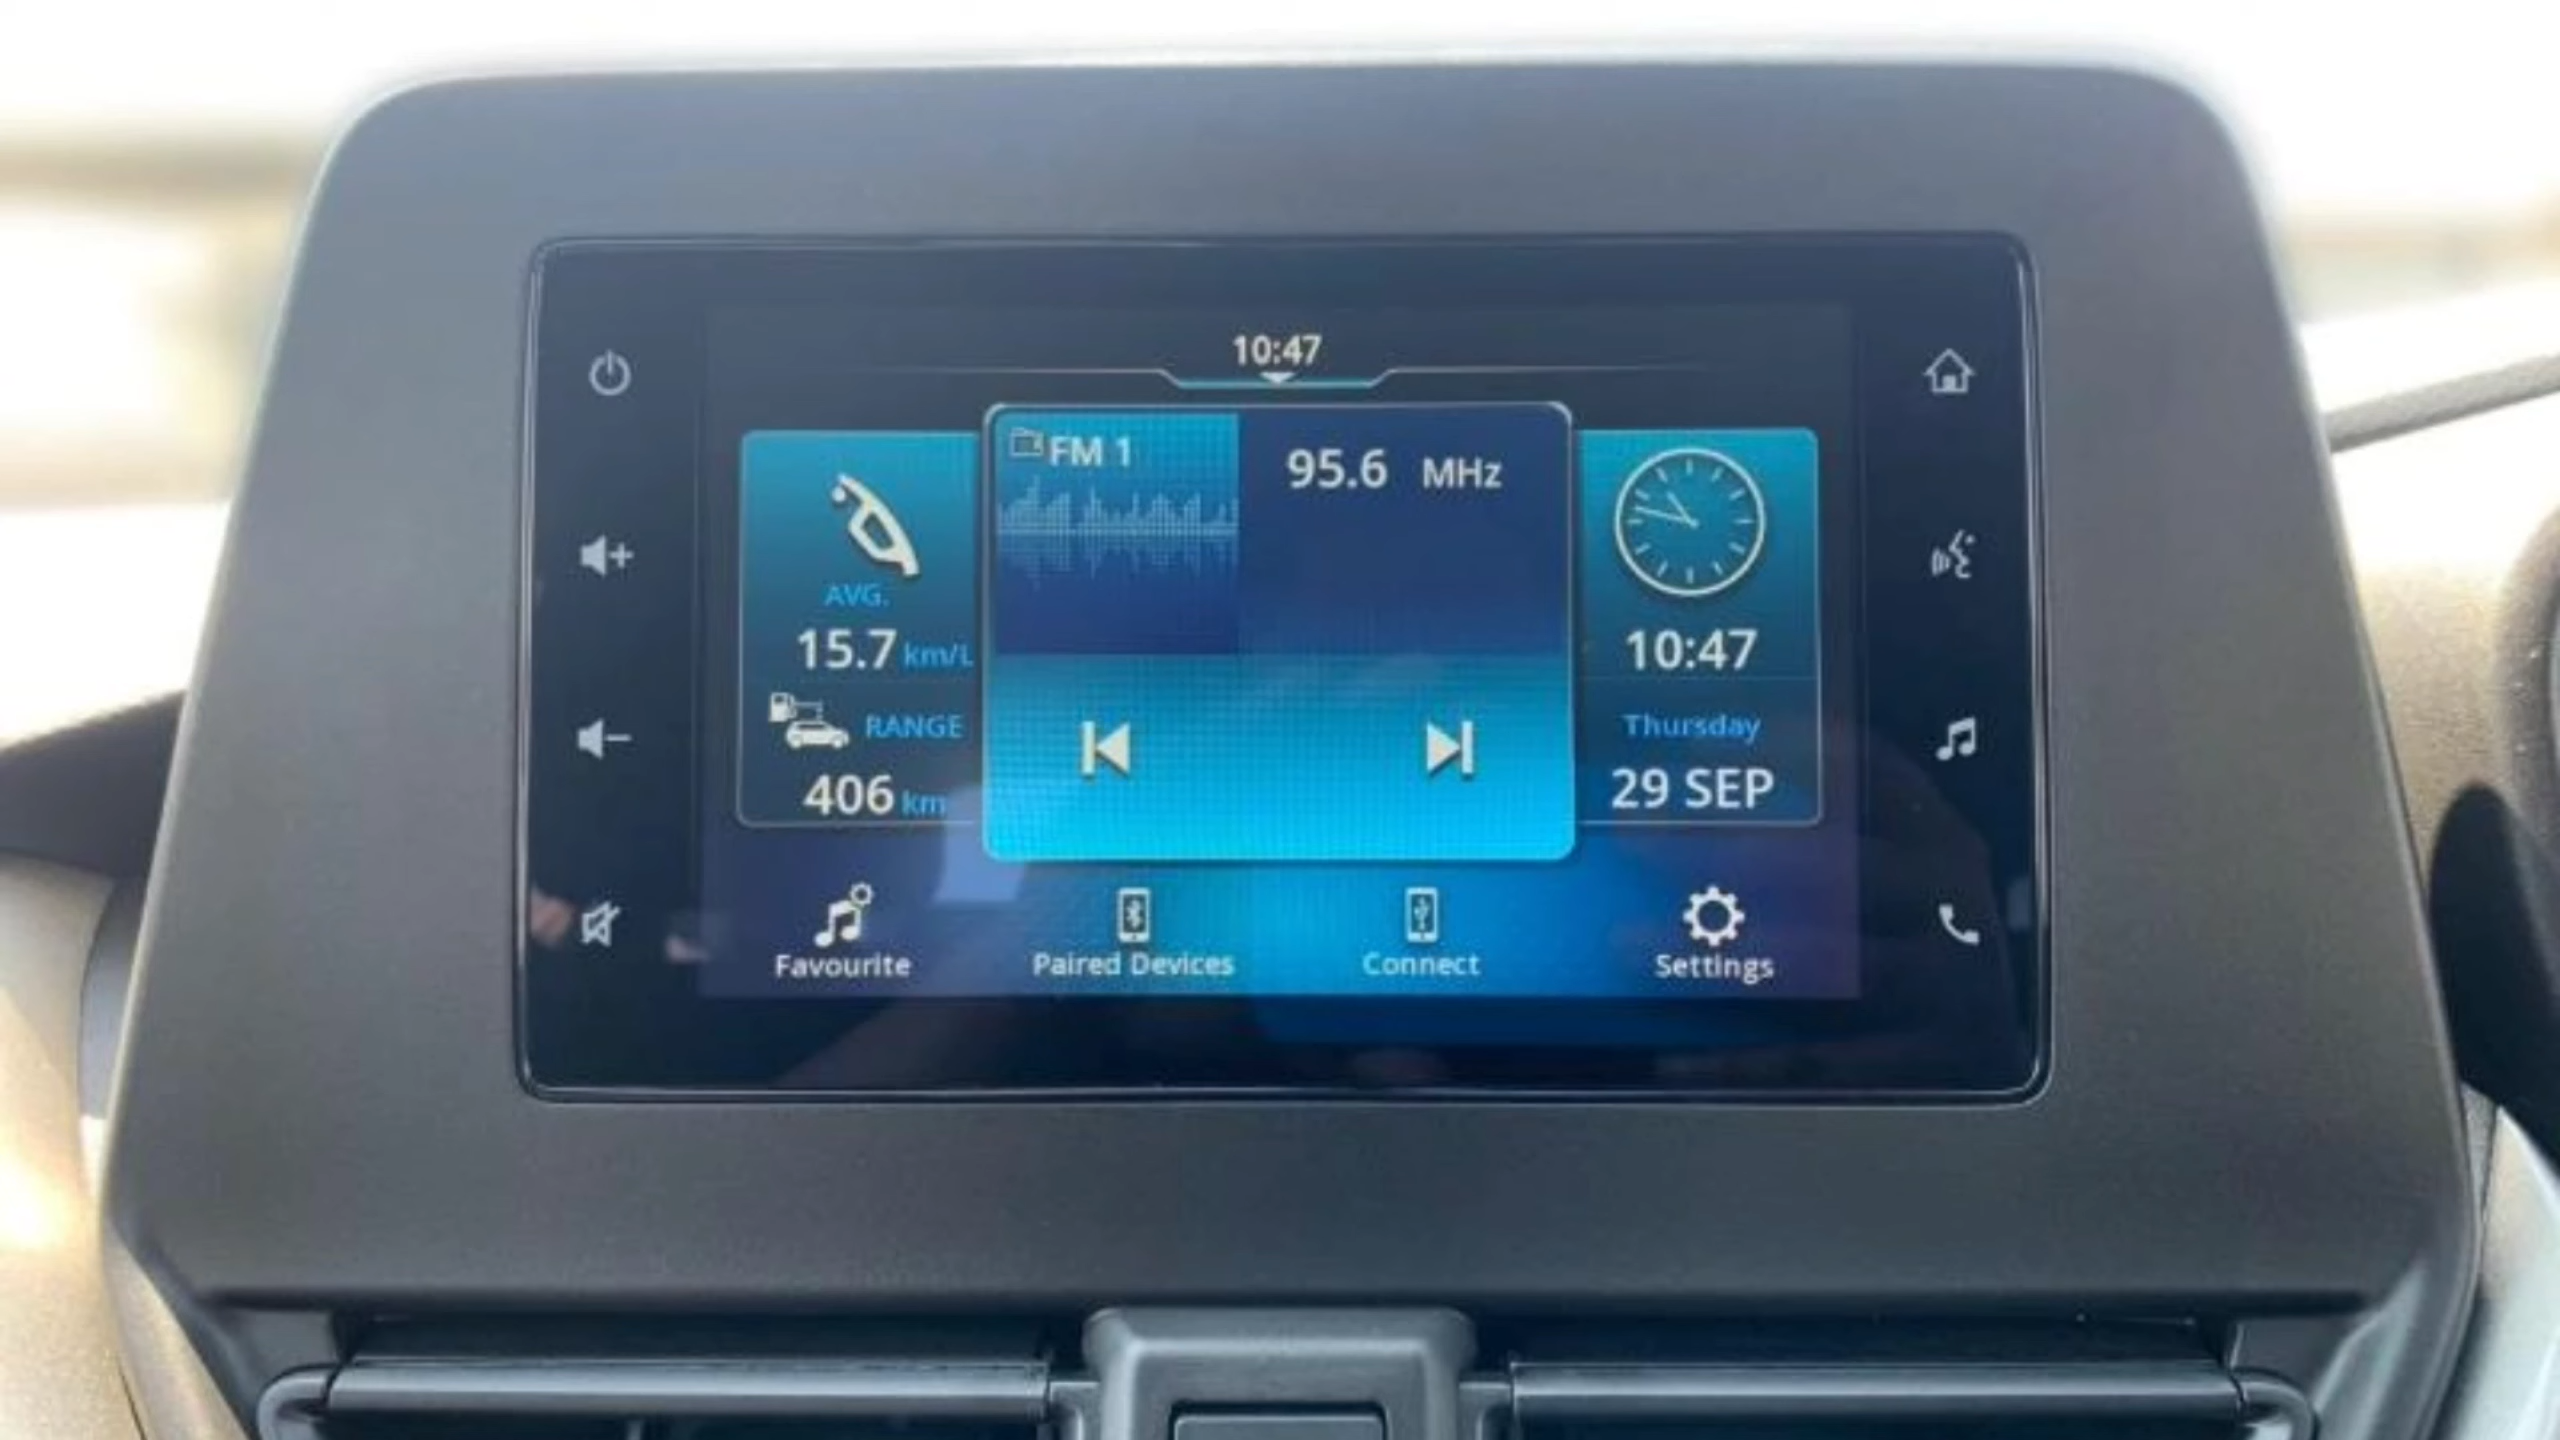 10:47
FM 1
95.6 MHz
AVG.
15.7 km/L
RANGE
406 km
10:47
Thursday
29 SEP
Favourite
Paired Devices
Connect
Settings